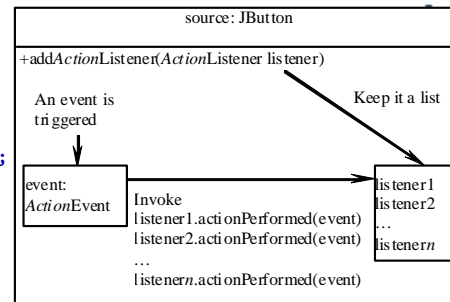 source: JButton
+addActionListener(ActionListener listener)
An event is
triggered
Keep it a list
;
event:
ActionEvent
listener1
listener2
…
listenern
Invoke
listener1.actionPerformed(event)
listener2.actionPerformed(event)
…
listenern.actionPerformed(event)